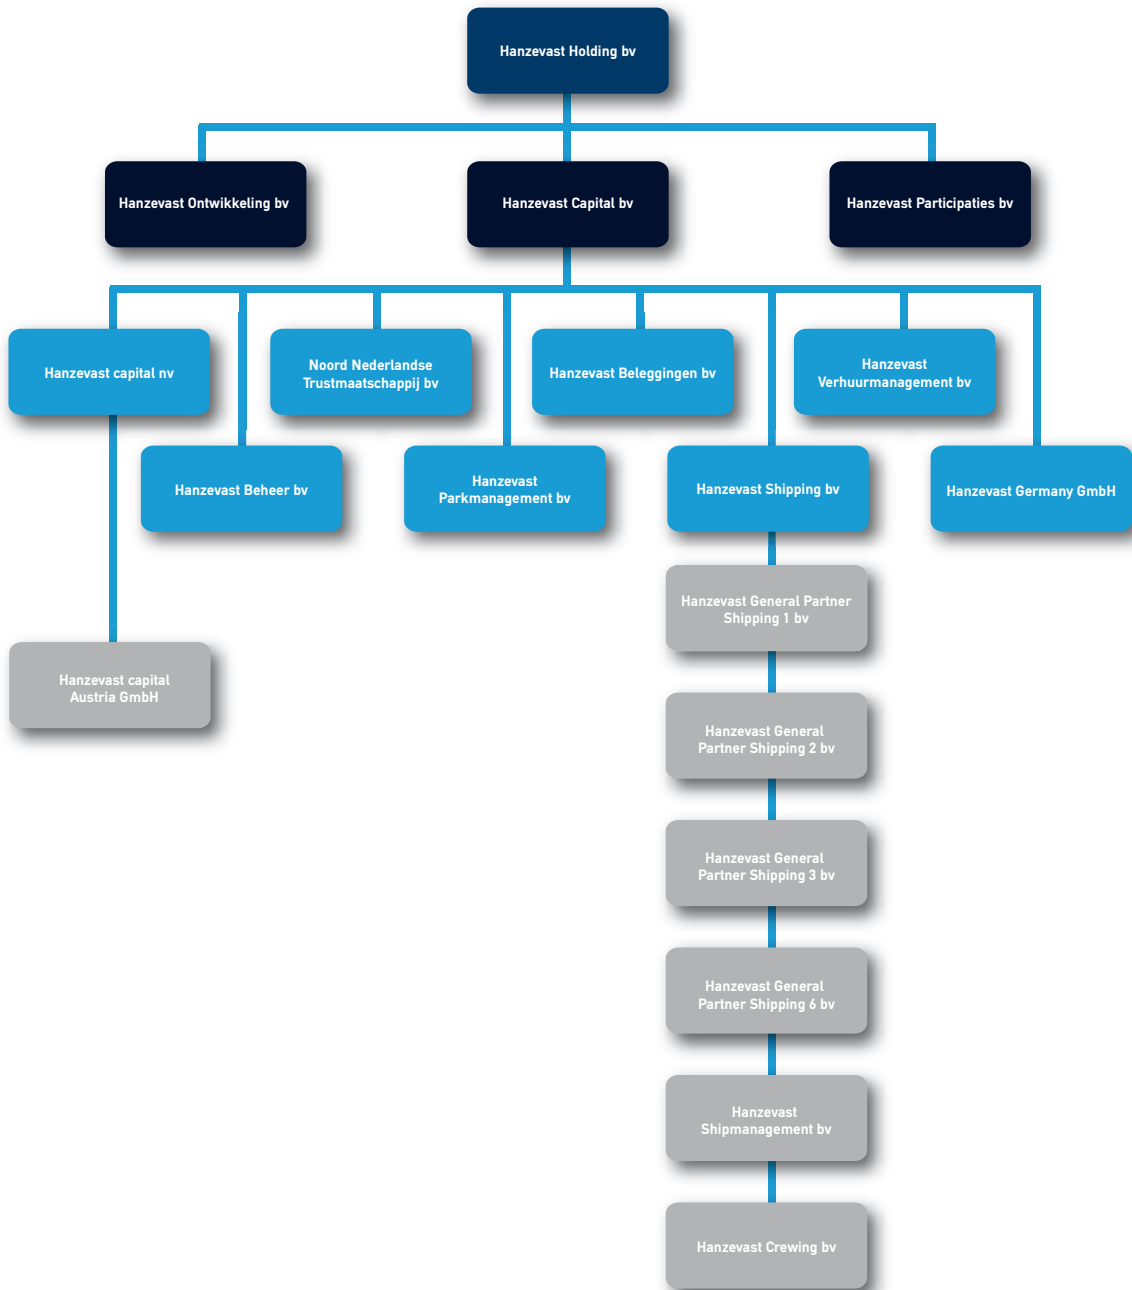 Hanzevast Holding bv
Hanzevast Ontwikkeling bv
Hanzevast Capital bv
Hanzevast Participaties bv
Hanzevast capital nv
Noord Nederlandse
Trustmaatschappij bv
Hanzevast Beleggingen bv
Hanzevast
Verhuurmanagement bv
Hanzevast Beheer bv
Hanzevast
Parkmanagement bv
Hanzevast Shipping bv
Hanzevast Germany GmbH
Hanzevast General Partner
Shipping 1 bv
Hanzevast capital
Austria GmbH
Hanzevast General
Partner Shipping 2 bv
Hanzevast General
Partner Shipping 3 bv
Hanzevast General
Partner Shipping 6 bv
Hanzevast
Shipmanagement bv
Hanzevast Crewing bv